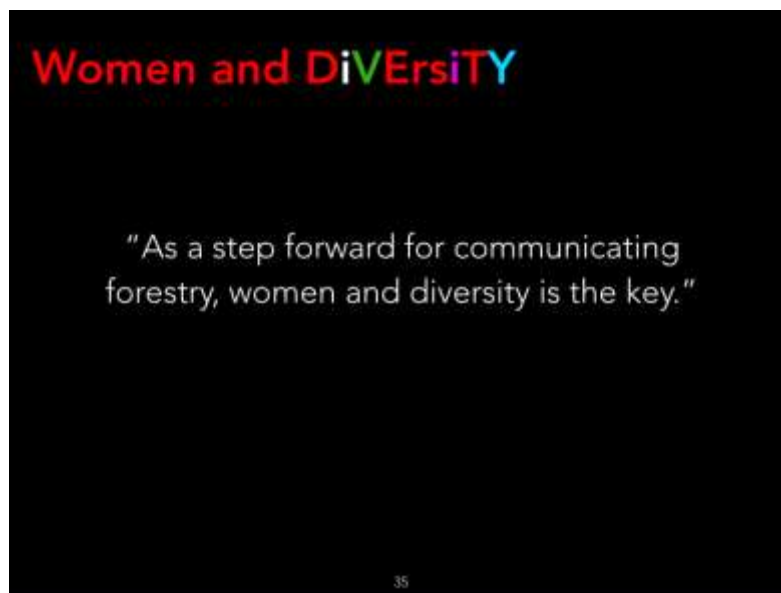 Women and DiVErsiTY
"As a step forward for communicating
forestry, women and diversity is the key."
35